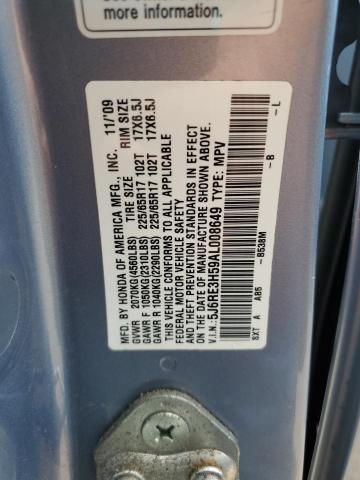 more information.
MFD. BY HONDA OF AMERICA MFG., INC. 11/'09
TIRE SIZE RIM SIZE
GVWR 2070KG(4560LBS)
GAWR F 1050KG(2310LBS) 225/65R17 102T 17X6.5J
GAWR R 1040KG(2290LBS) 225/65R17 102T 17X6.5J
THIS VEHICLE CONFORMS TO ALL APPLICABLE
FEDERAL MOTOR VEHICLE SAFETY
AND THEFT PREVENTION STANDARDS IN EFFECT
ON THE DATE OF MANUFACTURE SHOWN ABOVE.
V.I.N.: 5J6RE3H59AL008649 TYPE: MPV
SXT A A85 -B538M -B -L